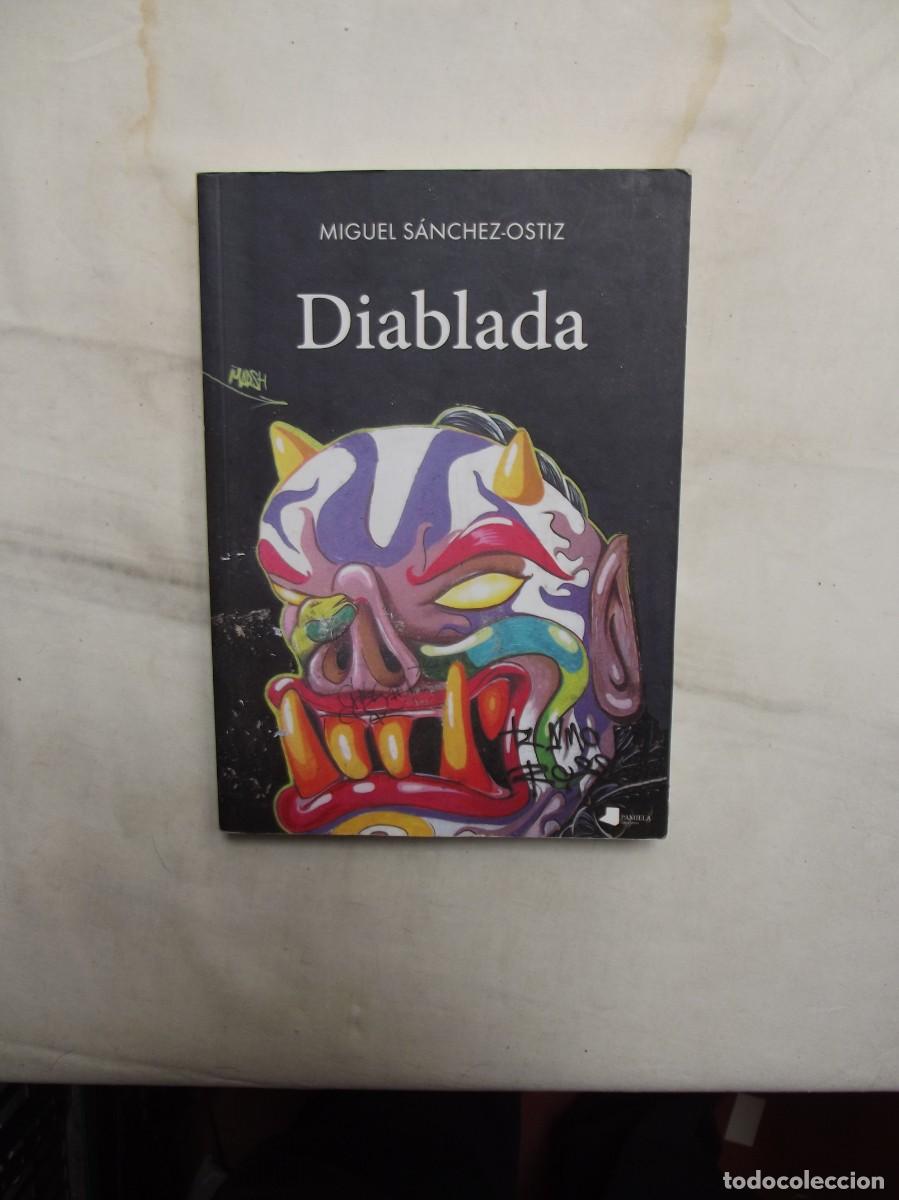 MIGUEL SÁNCHEZ-OSTIZ
Diablada
PAMIELA
todocoleccion